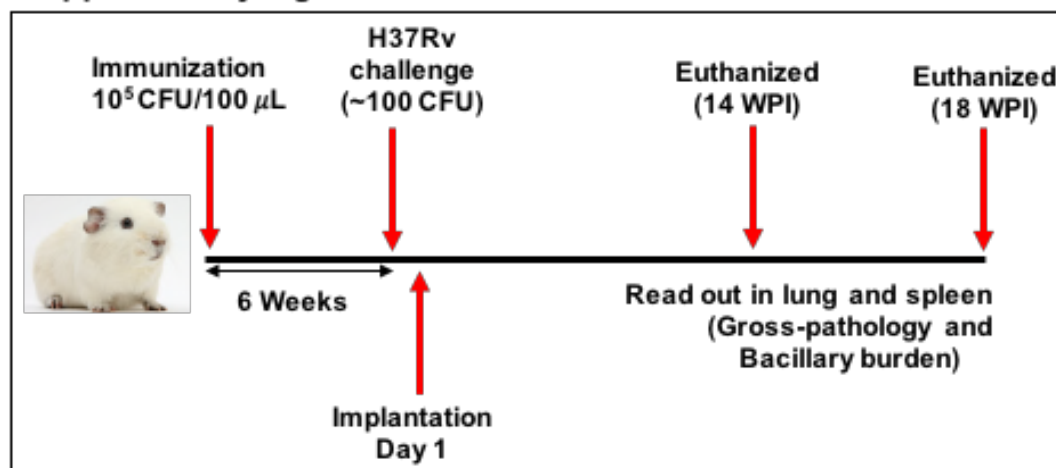 H37Rv
challenge
(~100 CFU)
Immunization
10⁵ CFU/100 μL
Euthanized
(14 WPI)
Euthanized
(18 WPI)
6 Weeks
Implantation
Day 1
Read out in lung and spleen
(Gross-pathology and
Bacillary burden)